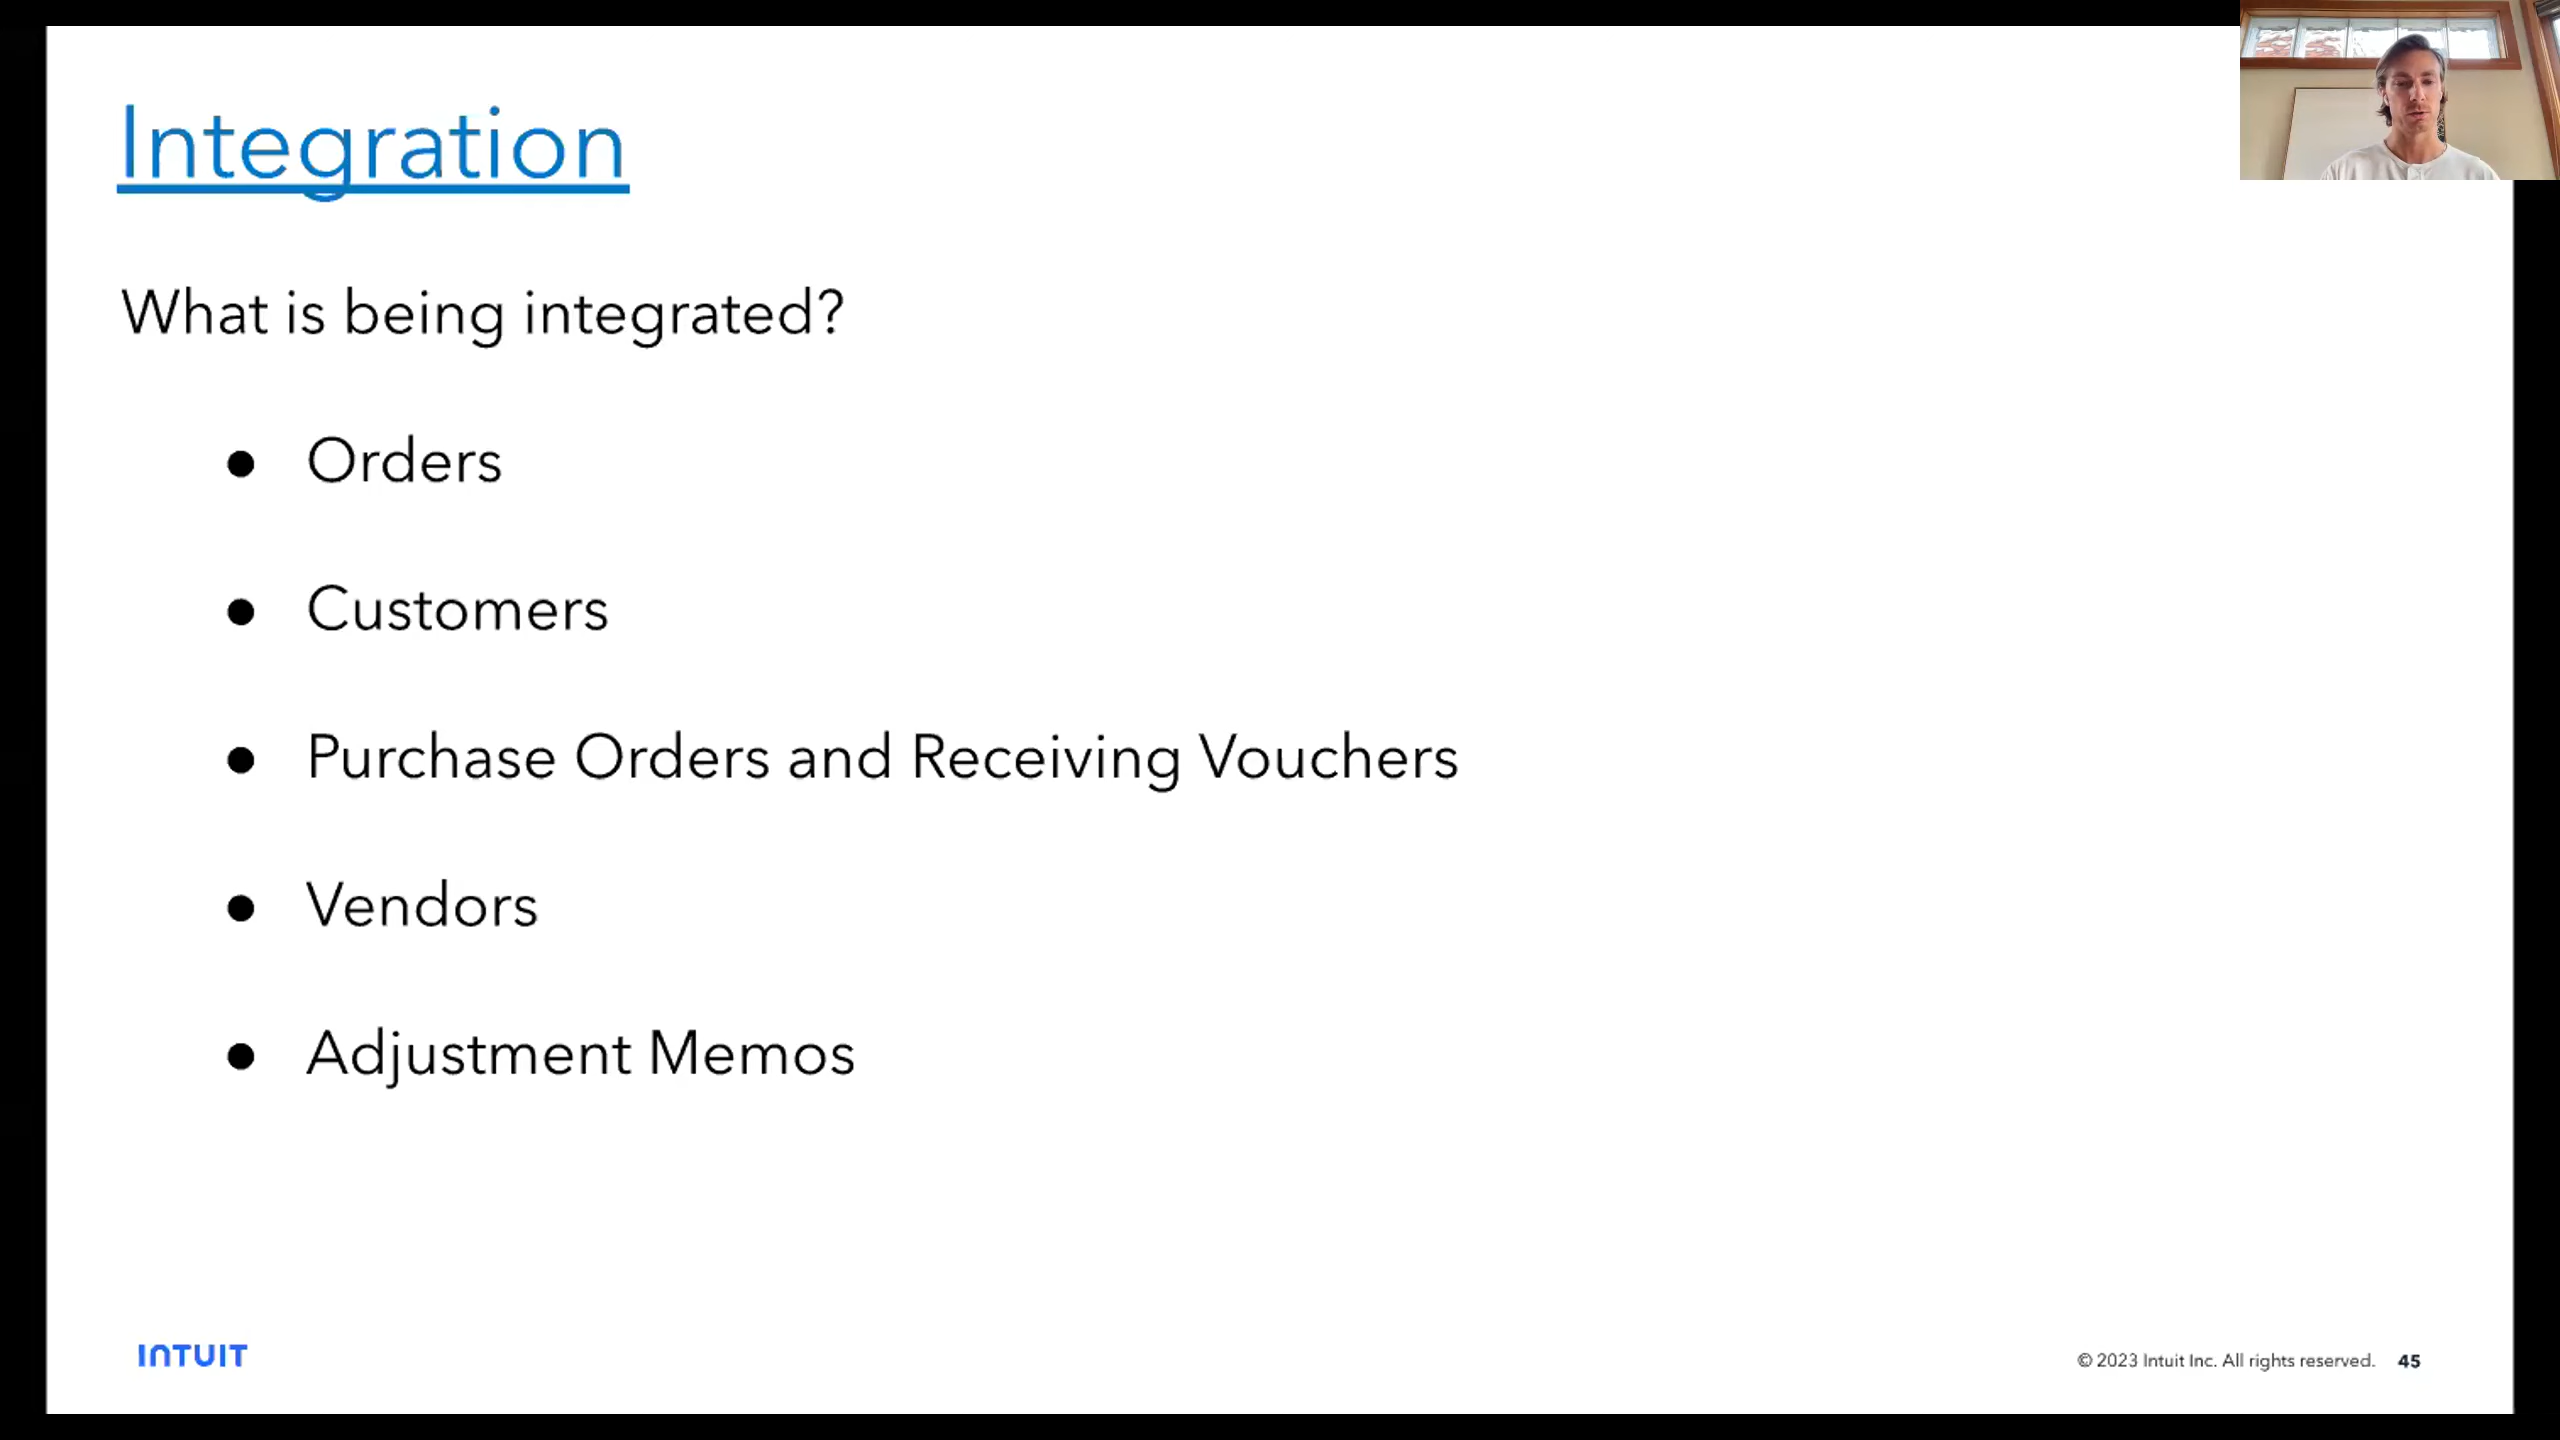 Integration
What is being integrated?
● Orders
● Customers
● Purchase Orders and Receiving Vouchers
● Vendors
● Adjustment Memos
INTUIT
© 2023 Intuit Inc. All rights reserved. 45